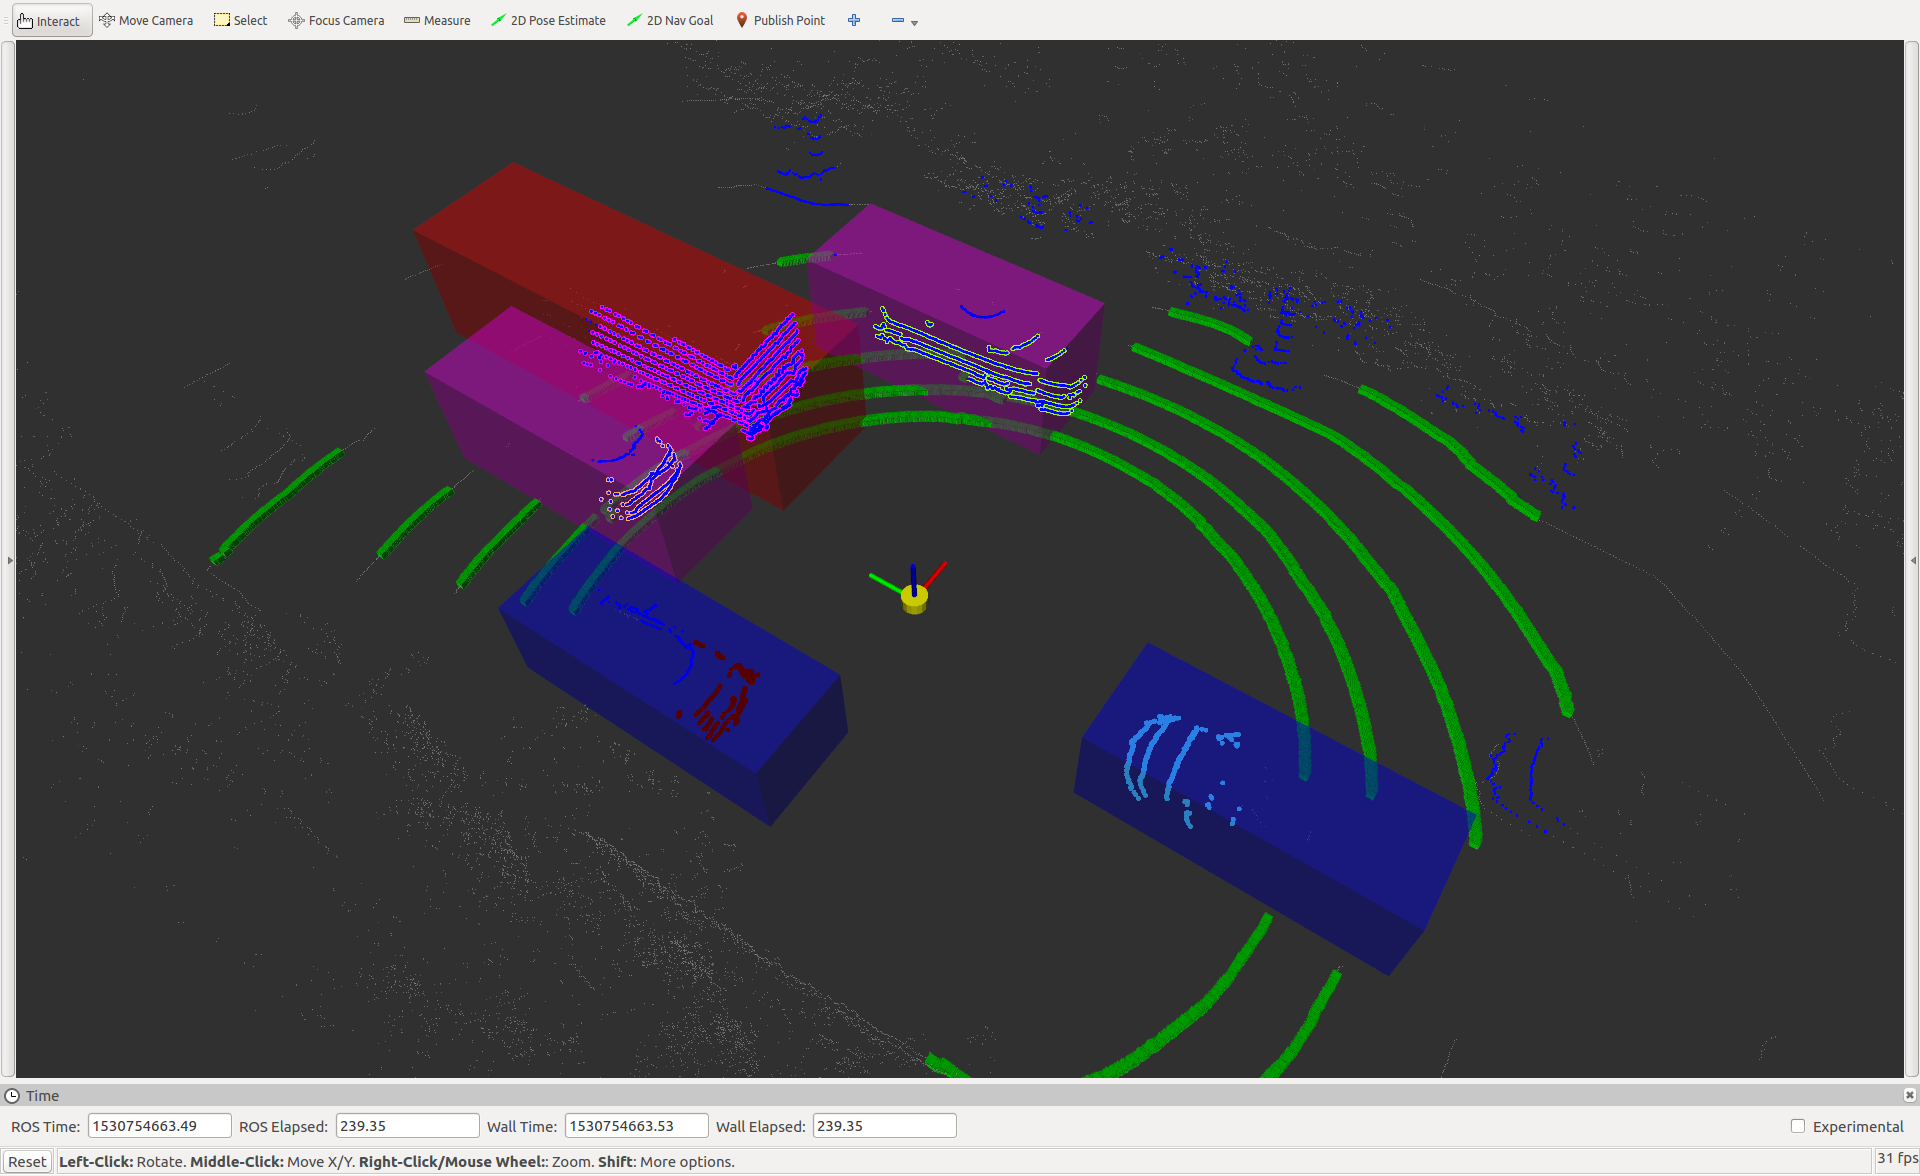 Interact Move Camera Select Focus Camera Measure 2D Pose Estimate 2D Nav Goal Publish Point
Time
ROS Time: 1530754663.49 ROS Elapsed: 239.35 Wall Time: 1530754663.53 Wall Elapsed: 239.35 Experimental
Reset Left-Click: Rotate. Middle-Click: Move X/Y. Right-Click/Mouse Wheel:: Zoom. Shift: More options. 31 fps